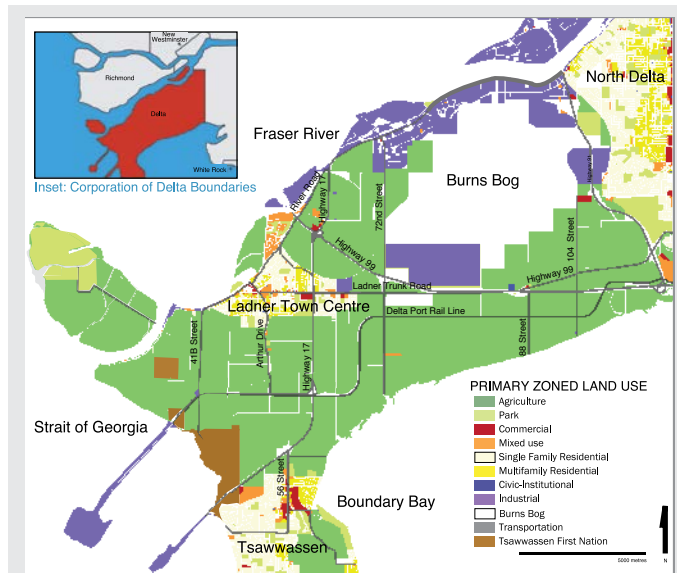 New
Westminster
Richmond
Delta
White Rock
Inset: Corporation of Delta Boundaries
North Delta
Fraser River
Burns Bog
River Road
Highway 17
72nd Street
Highway 99
104 Street
Highway 99
Ladner Trunk Road
Ladner Town Centre
Delta Port Rail Line
41B Street
Arthur Drive
Highway 17
88 Street
Strait of Georgia
56 Street
Boundary Bay
Tsawwassen
PRIMARY ZONED LAND USE
Agriculture
Park
Commercial
Mixed use
Single Family Residential
Multifamily Residential
Civic-Institutional
Industrial
Burns Bog
Transportation
Tsawwassen First Nation
5000 metres
N